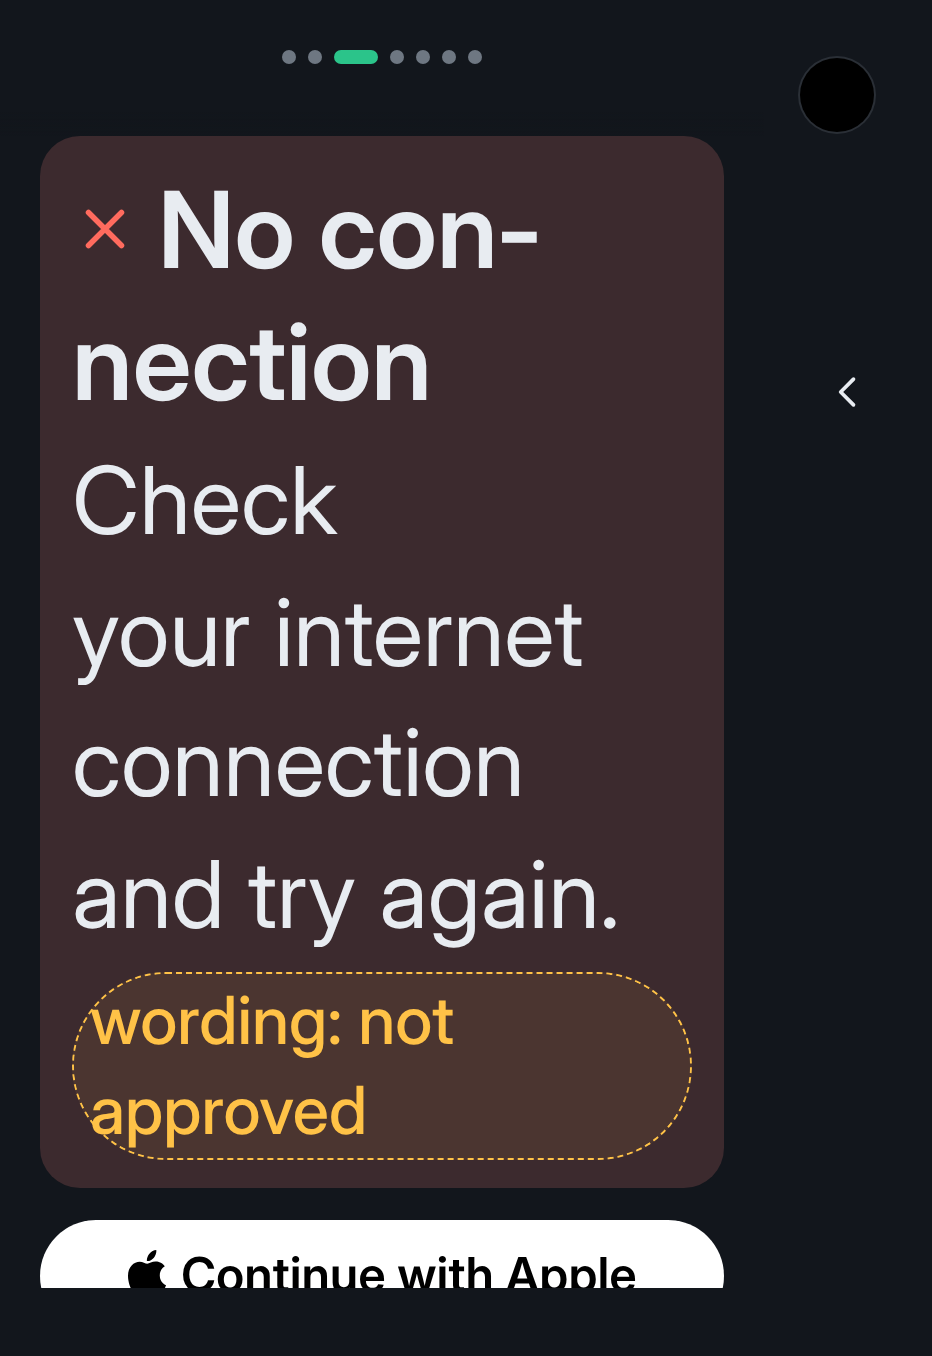 No con-
nection
Check
your internet
connection
and try again.
wording: not
approved
Continue with Apple